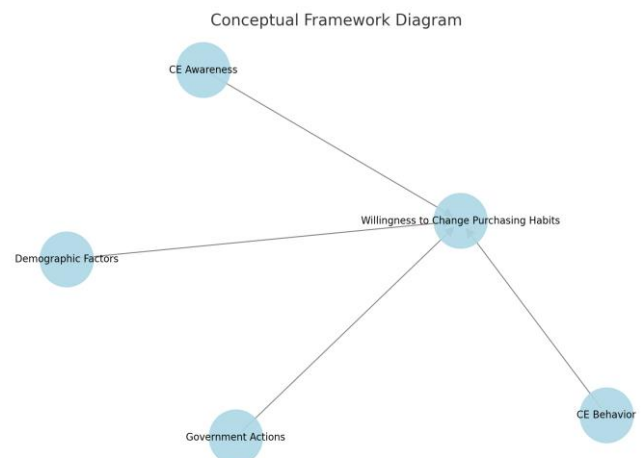 Conceptual Framework Diagram
CE Awareness
Willingness to Change Purchasing Habits
Demographic Factors
CE Behavior
Government Actions